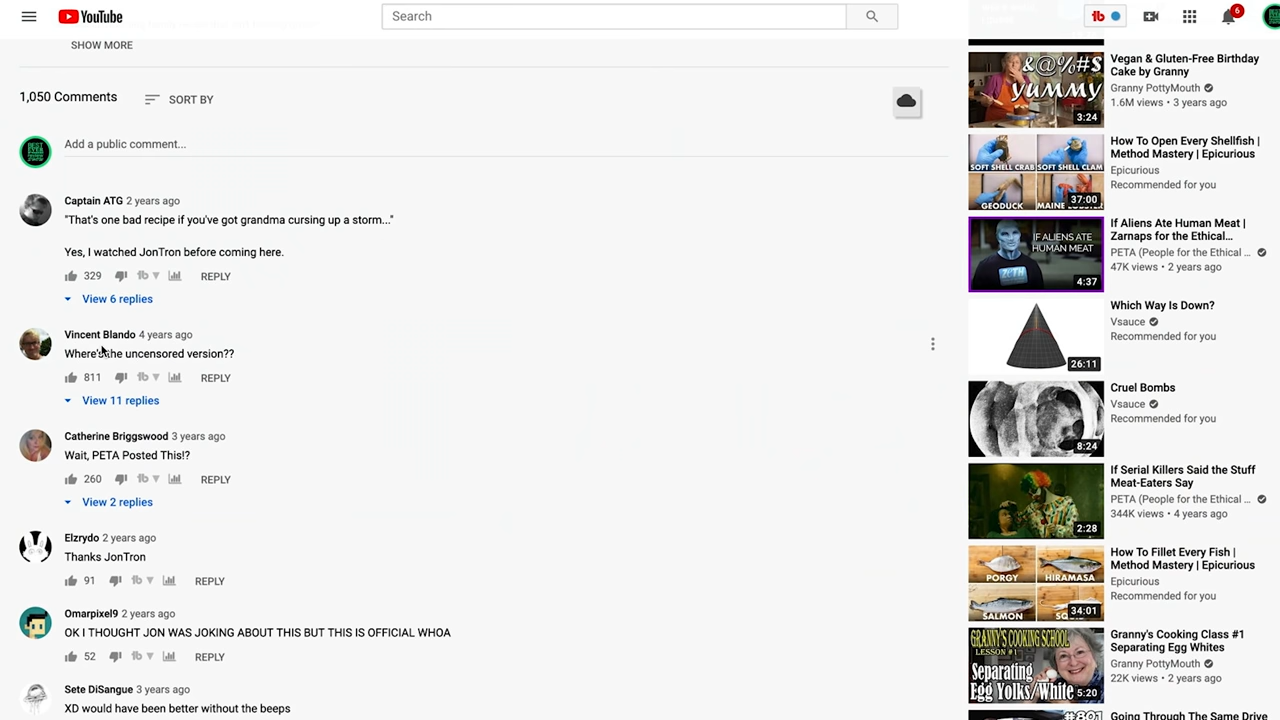 YouTube
Search
tb
6
SHOW MORE
1,050 Comments
SORT BY
Add a public comment...
Captain ATG 2 years ago
"That's one bad recipe if you've got grandma cursing up a storm..."
Yes, I watched JonTron before coming here.
329 tb REPLY
View 6 replies
Vincent Blando 4 years ago
Where's the uncensored version??
811 tb REPLY
View 11 replies
Catherine Briggswood 3 years ago
Wait, PETA Posted This!?
260 tb REPLY
View 2 replies
Elzrydo 2 years ago
Thanks JonTron
91 tb REPLY
Omarpixel9 2 years ago
OK I THOUGHT JON WAS JOKING ABOUT THIS BUT THIS IS OFFICIAL WHOA
52 tb REPLY
Sete DiSangue 3 years ago
XD would have been better without the beeps
&@%#$
YUMMY
3:24
Vegan & Gluten-Free Birthday
Cake by Granny
Granny PottyMouth
1.6M views • 3 years ago
SOFT SHELL CRAB
SOFT SHELL CLAM
GEODUCK
MAINE LOBSTER
37:00
How To Open Every Shellfish |
Method Mastery | Epicurious
Epicurious
Recommended for you
IF ALIENS ATE
HUMAN MEAT
4:37
If Aliens Ate Human Meat |
Zarnaps for the Ethical...
PETA (People for the Ethical ...
47K views • 2 years ago
26:11
Which Way Is Down?
Vsauce
Recommended for you
8:24
Cruel Bombs
Vsauce
Recommended for you
2:28
If Serial Killers Said the Stuff
Meat-Eaters Say
PETA (People for the Ethical ...
344K views • 4 years ago
PORGY
HIRAMASA
SALMON
34:01
How To Fillet Every Fish |
Method Mastery | Epicurious
Epicurious
Recommended for you
GRANNY'S COOKING SCHOOL
LESSON #1
Separating
Egg Yolks/White
5:20
Granny's Cooking Class #1
Separating Egg Whites
Granny PottyMouth
22K views • 2 years ago
#801
Going Through The Same Drive